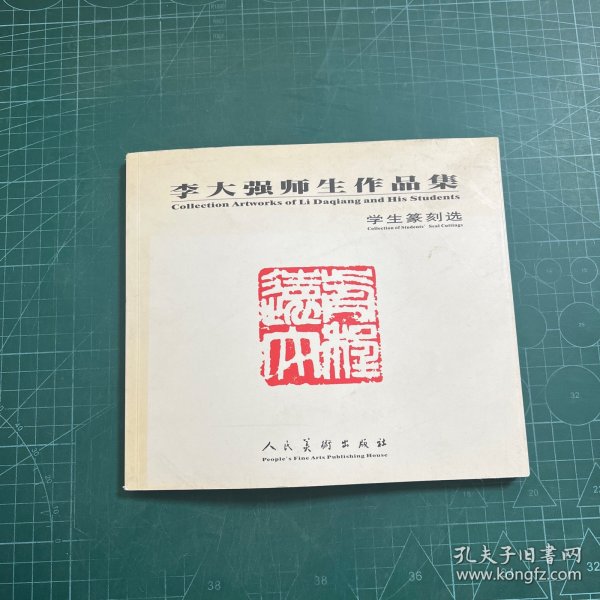 李大强师生作品集
Collection Artworks of Li Daqiang and His Students
学生篆刻选
Collection of Students' Seal Cuttings
人民美術出版社
People's Fine Arts Publishing House
孔夫子旧書网
www.kongfz.com